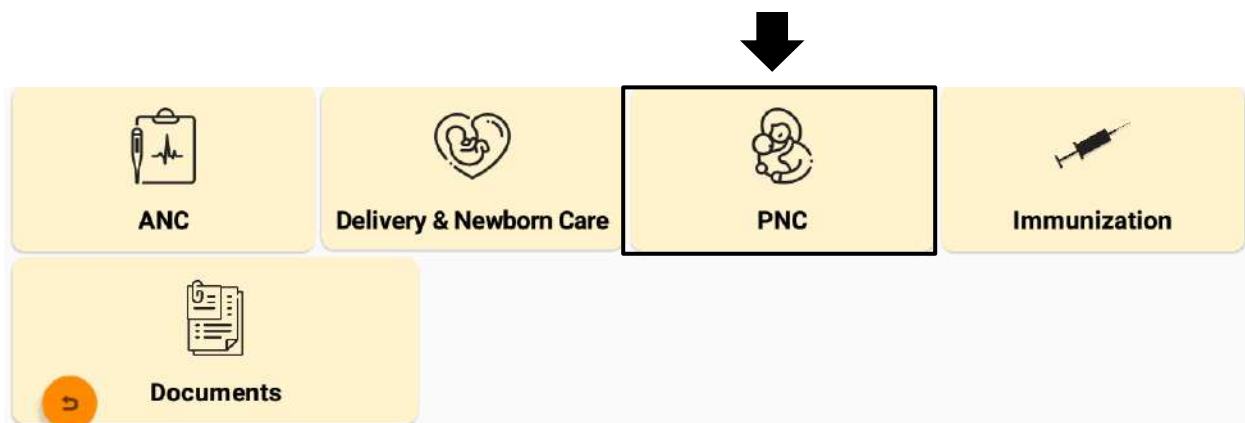 ANC
Delivery & Newborn Care
PNC
Immunization
Documents